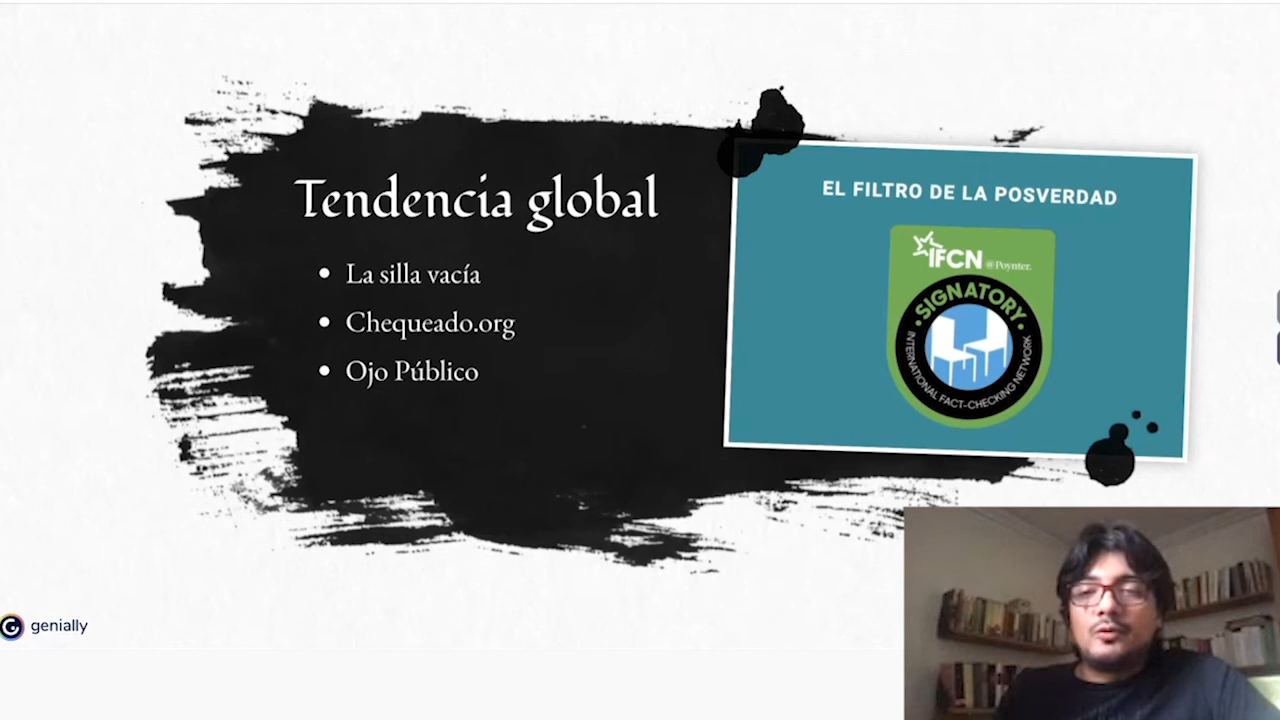 Tendencia global
La silla vacía
Chequeado.org
Ojo Público
EL FILTRO DE LA POSVERDAD
IFCN @Poynter.
SIGNATORY
INTERNATIONAL FACT-CHECKING NETWORK
genially